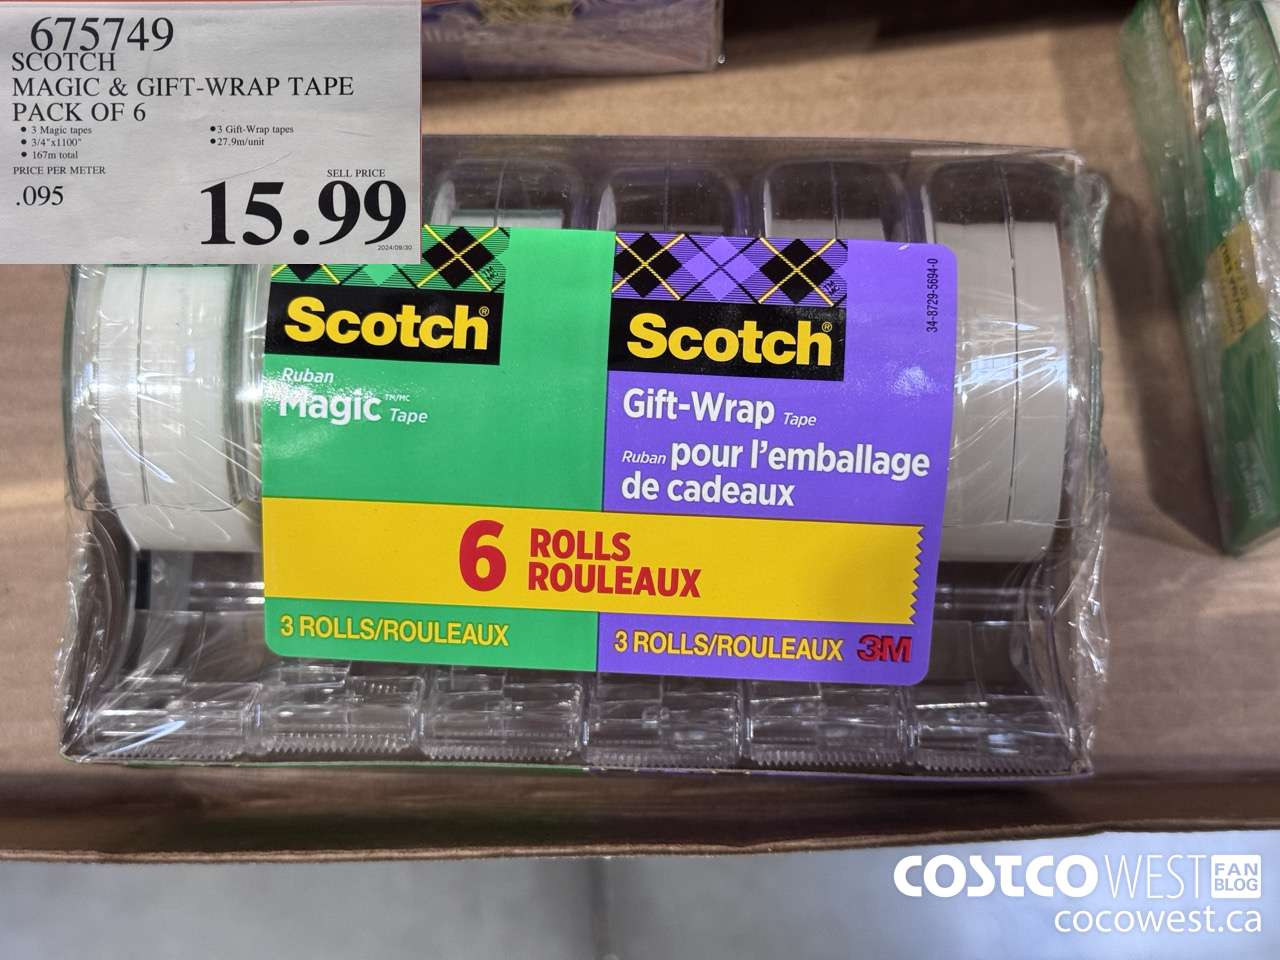 675749
SCOTCH
MAGIC & GIFT-WRAP TAPE
PACK OF 6
• 3 Magic tapes
• 3/4"x1100"
• 167m total
• 3 Gift-Wrap tapes
• 27.9m/unit
PRICE PER METER
.095
SELL PRICE
15.99
2024/09/30
Scotch®
Ruban
Magic TM/MC Tape
Scotch®
34-8729-5694-0
Gift-Wrap Tape
Ruban pour l'emballage
de cadeaux
6 ROLLS
ROULEAUX
3 ROLLS/ROULEAUX
3 ROLLS/ROULEAUX 3M
COSTCO WEST FAN BLOG
cocowest.ca